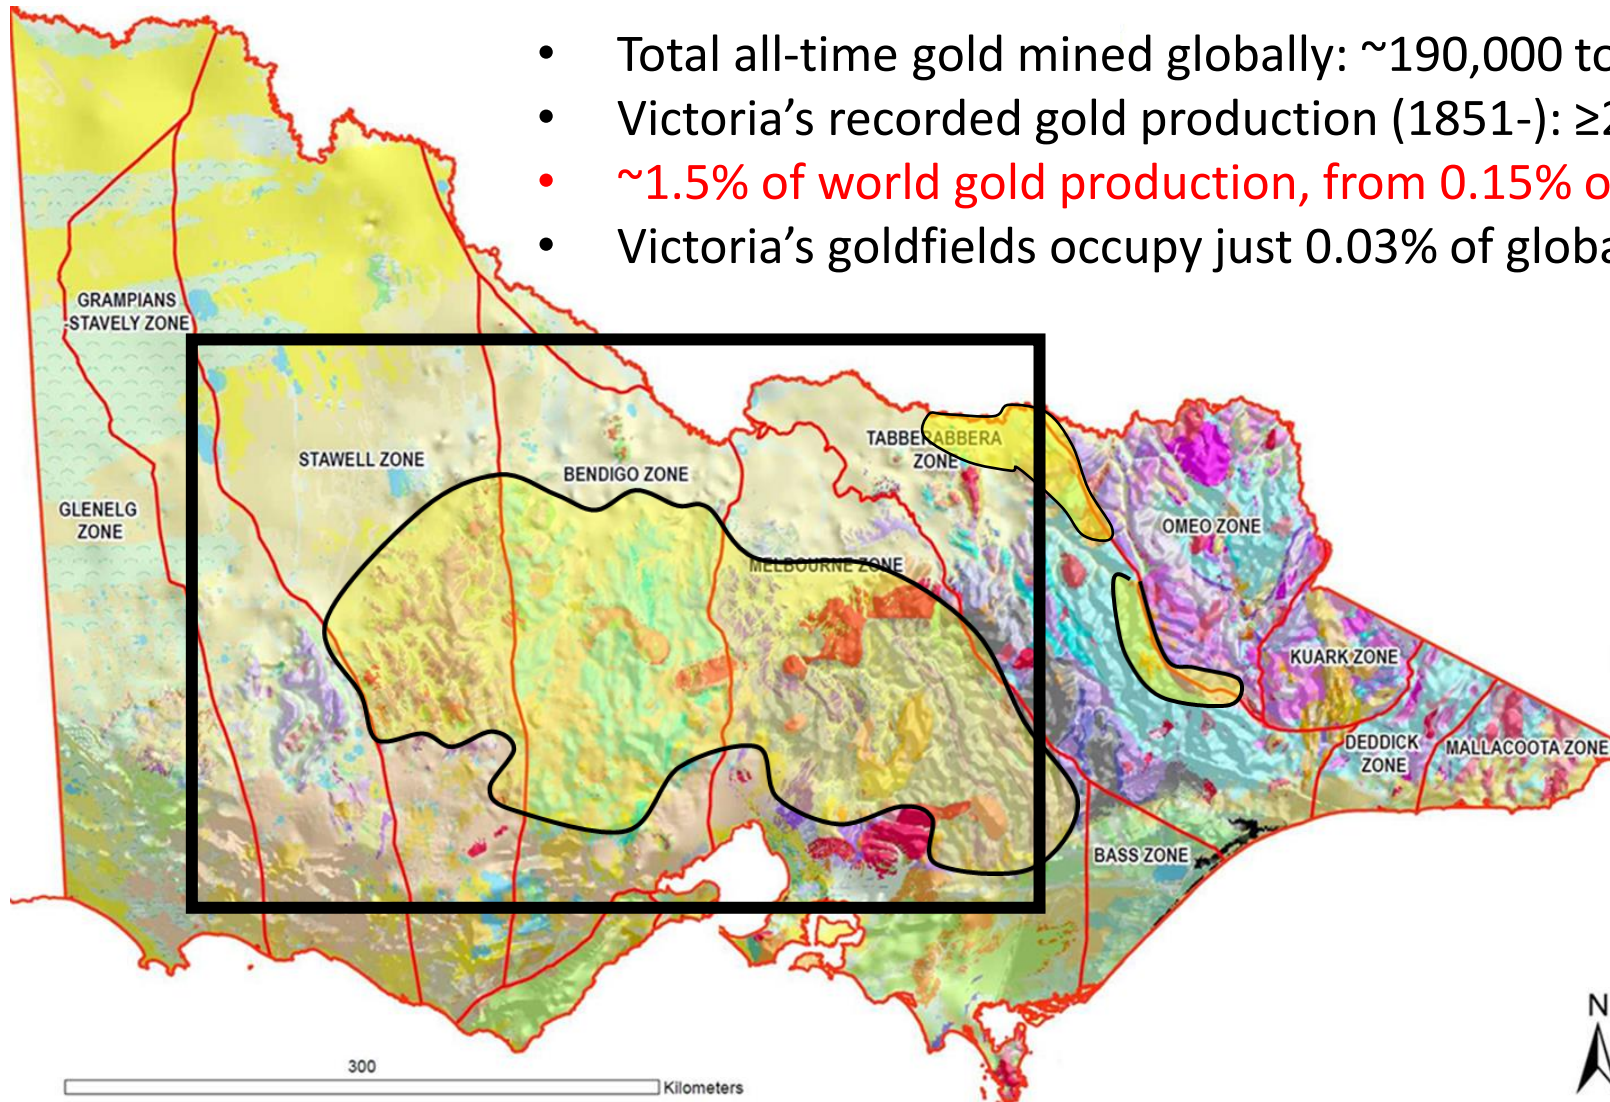 • Total all-time gold mined globally: ~190,000 to
• Victoria’s recorded gold production (1851-): ≥2
• ~1.5% of world gold production, from 0.15% o
• Victoria’s goldfields occupy just 0.03% of globa
GRAMPIANS
-STAVELY ZONE
STAWELL ZONE
BENDIGO ZONE
TABBERABBERA
ZONE
GLENELG
ZONE
OMEO ZONE
MELBOURNE ZONE
KUARK ZONE
DEDDICK
ZONE
MALLACOOTA ZONE
BASS ZONE
N
300
Kilometers